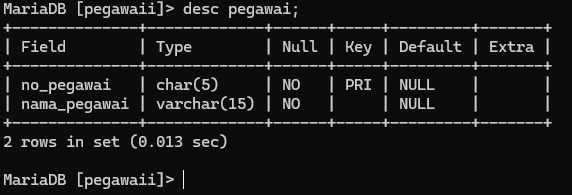 MariaDB [pegawaii]> desc pegawai;
+--------------+-------------+------+-----+---------+-------+
| Field        | Type        | Null | Key | Default | Extra |
+--------------+-------------+------+-----+---------+-------+
| no_pegawai   | char(5)     | NO   | PRI | NULL    |       |
| nama_pegawai | varchar(15) | NO   |     | NULL    |       |
+--------------+-------------+------+-----+---------+-------+
2 rows in set (0.013 sec)
MariaDB [pegawaii]>